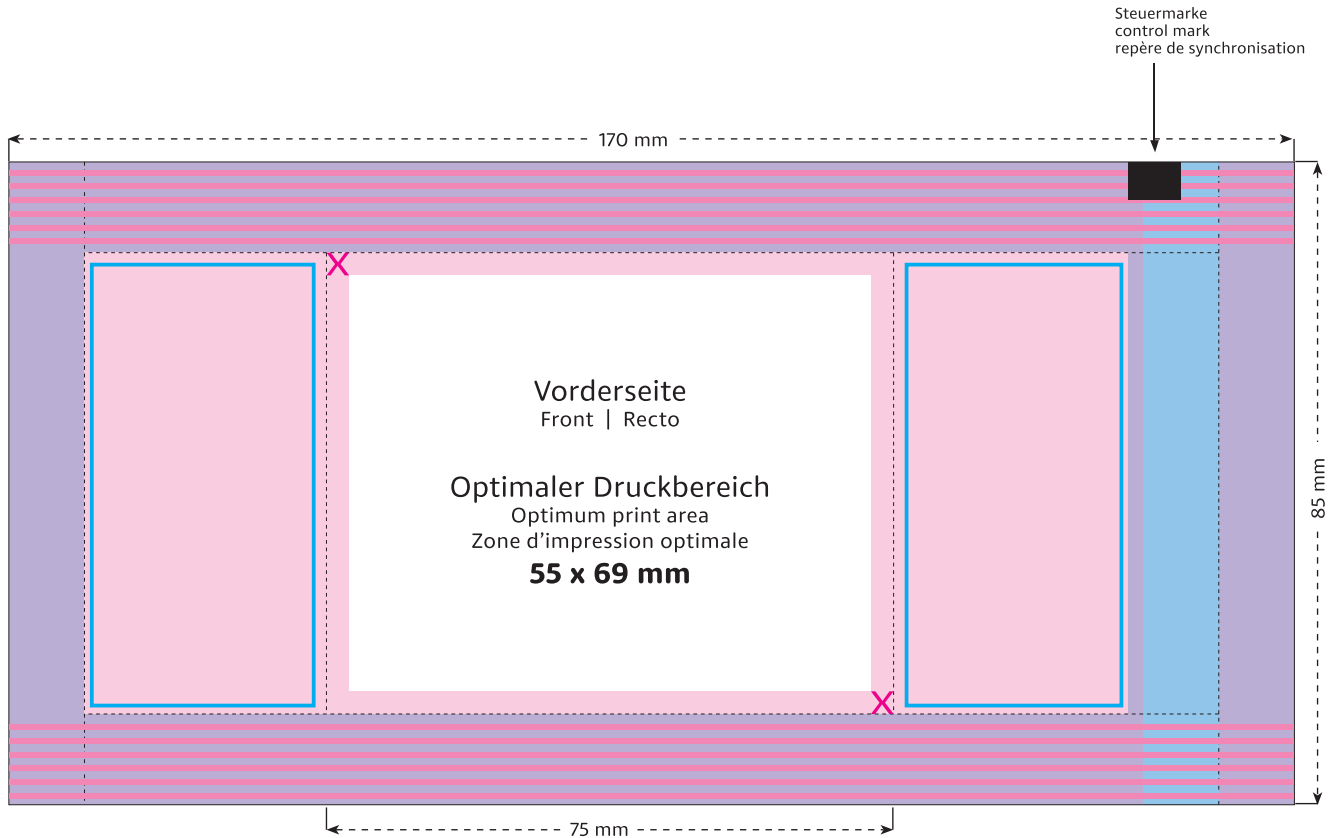 Steuermarke
control mark
repère de synchronisation
170 mm
X
Vorderseite
Front | Recto
Optimaler Druckbereich
Optimum print area
Zone d’impression optimale
55 x 69 mm
85 mm
X
75 mm